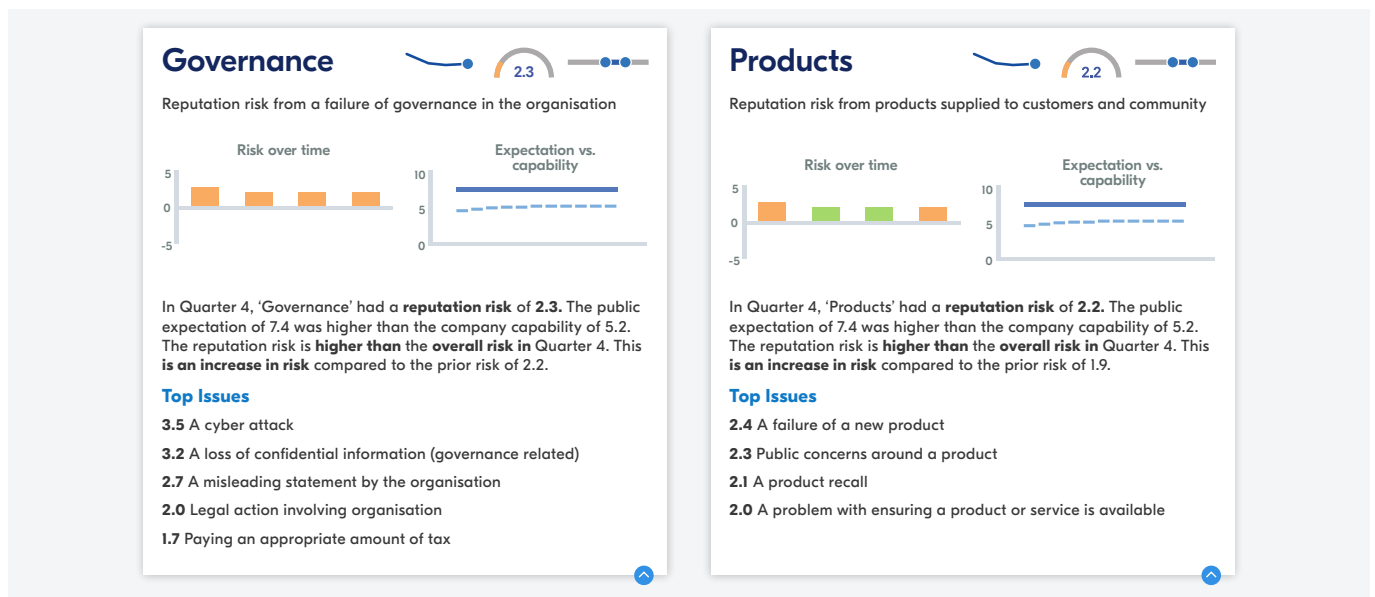 Governance
2.3
Reputation risk from a failure of governance in the organisation
Risk over time
5
0
-5
Expectation vs.
capability
10
5
0
In Quarter 4, ‘Governance’ had a reputation risk of 2.3. The public
expectation of 7.4 was higher than the company capability of 5.2.
The reputation risk is higher than the overall risk in Quarter 4. This
is an increase in risk compared to the prior risk of 2.2.
Top Issues
3.5 A cyber attack
3.2 A loss of confidential information (governance related)
2.7 A misleading statement by the organisation
2.0 Legal action involving organisation
1.7 Paying an appropriate amount of tax
Products
2.2
Reputation risk from products supplied to customers and community
Risk over time
5
0
-5
Expectation vs.
capability
10
5
0
In Quarter 4, ‘Products’ had a reputation risk of 2.2. The public
expectation of 7.4 was higher than the company capability of 5.2.
The reputation risk is higher than the overall risk in Quarter 4. This
is an increase in risk compared to the prior risk of 1.9.
Top Issues
2.4 A failure of a new product
2.3 Public concerns around a product
2.1 A product recall
2.0 A problem with ensuring a product or service is available